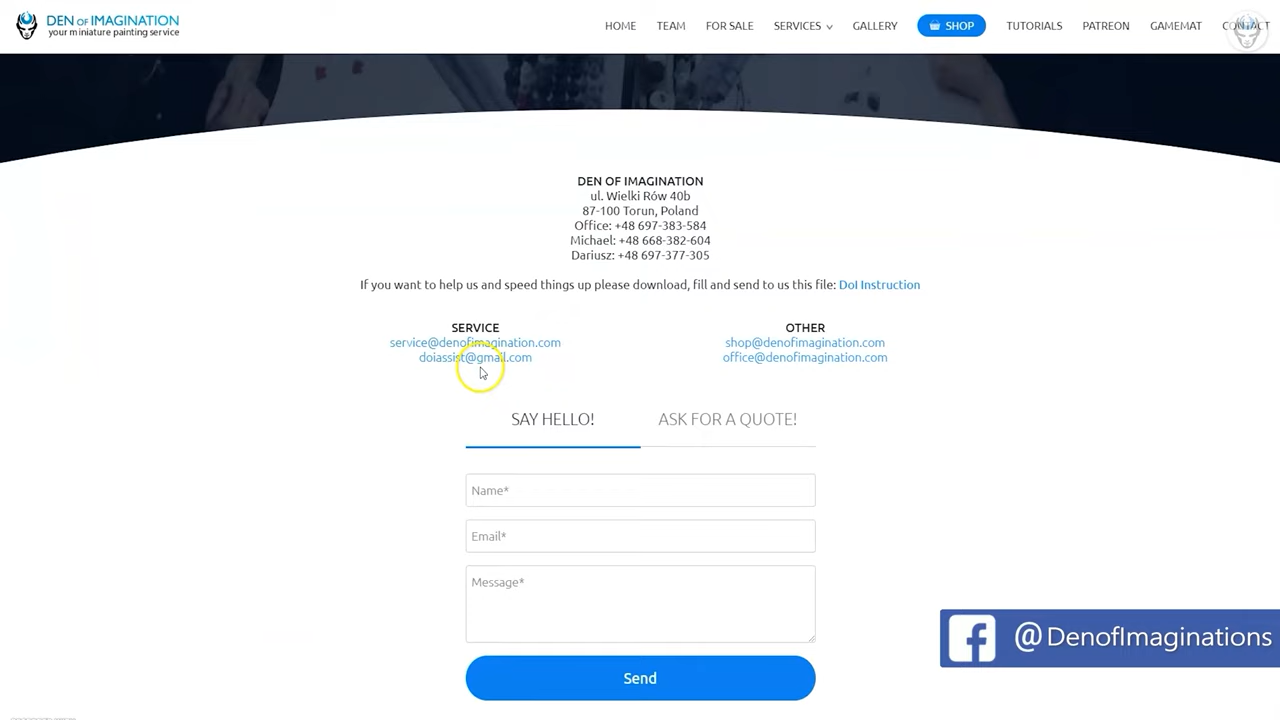 DEN OF IMAGINATION
your miniature painting service
HOME
TEAM
FOR SALE
SERVICES
GALLERY
SHOP
TUTORIALS
PATREON
GAMEMAT
CONTACT
DEN OF IMAGINATION
ul. Wielki Rów 40b
87-100 Torun, Poland
Office: +48 697-383-584
Michael: +48 668-382-604
Dariusz: +48 697-377-305
If you want to help us and speed things up please download, fill and send to us this file: DoI Instruction
SERVICE
service@denofimagination.com
doiassist@gmail.com
OTHER
shop@denofimagination.com
office@denofimagination.com
SAY HELLO!
ASK FOR A QUOTE!
Name*
Email*
Message*
Send
@DenofImaginations